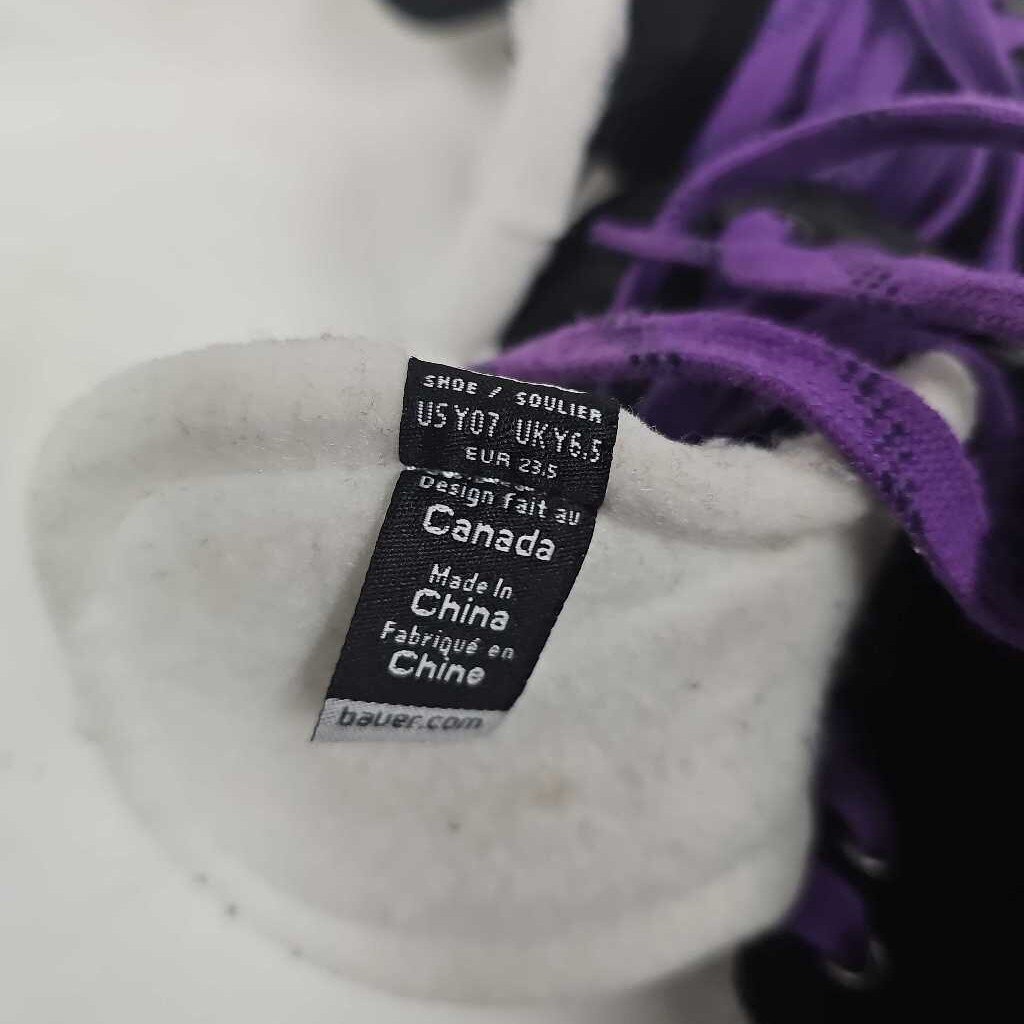 SHOE / SOULIER
US Y07 UK Y6.5
EUR 23.5
Design fait au
Canada
Made In
China
Fabriqué en
Chine
bauer.com